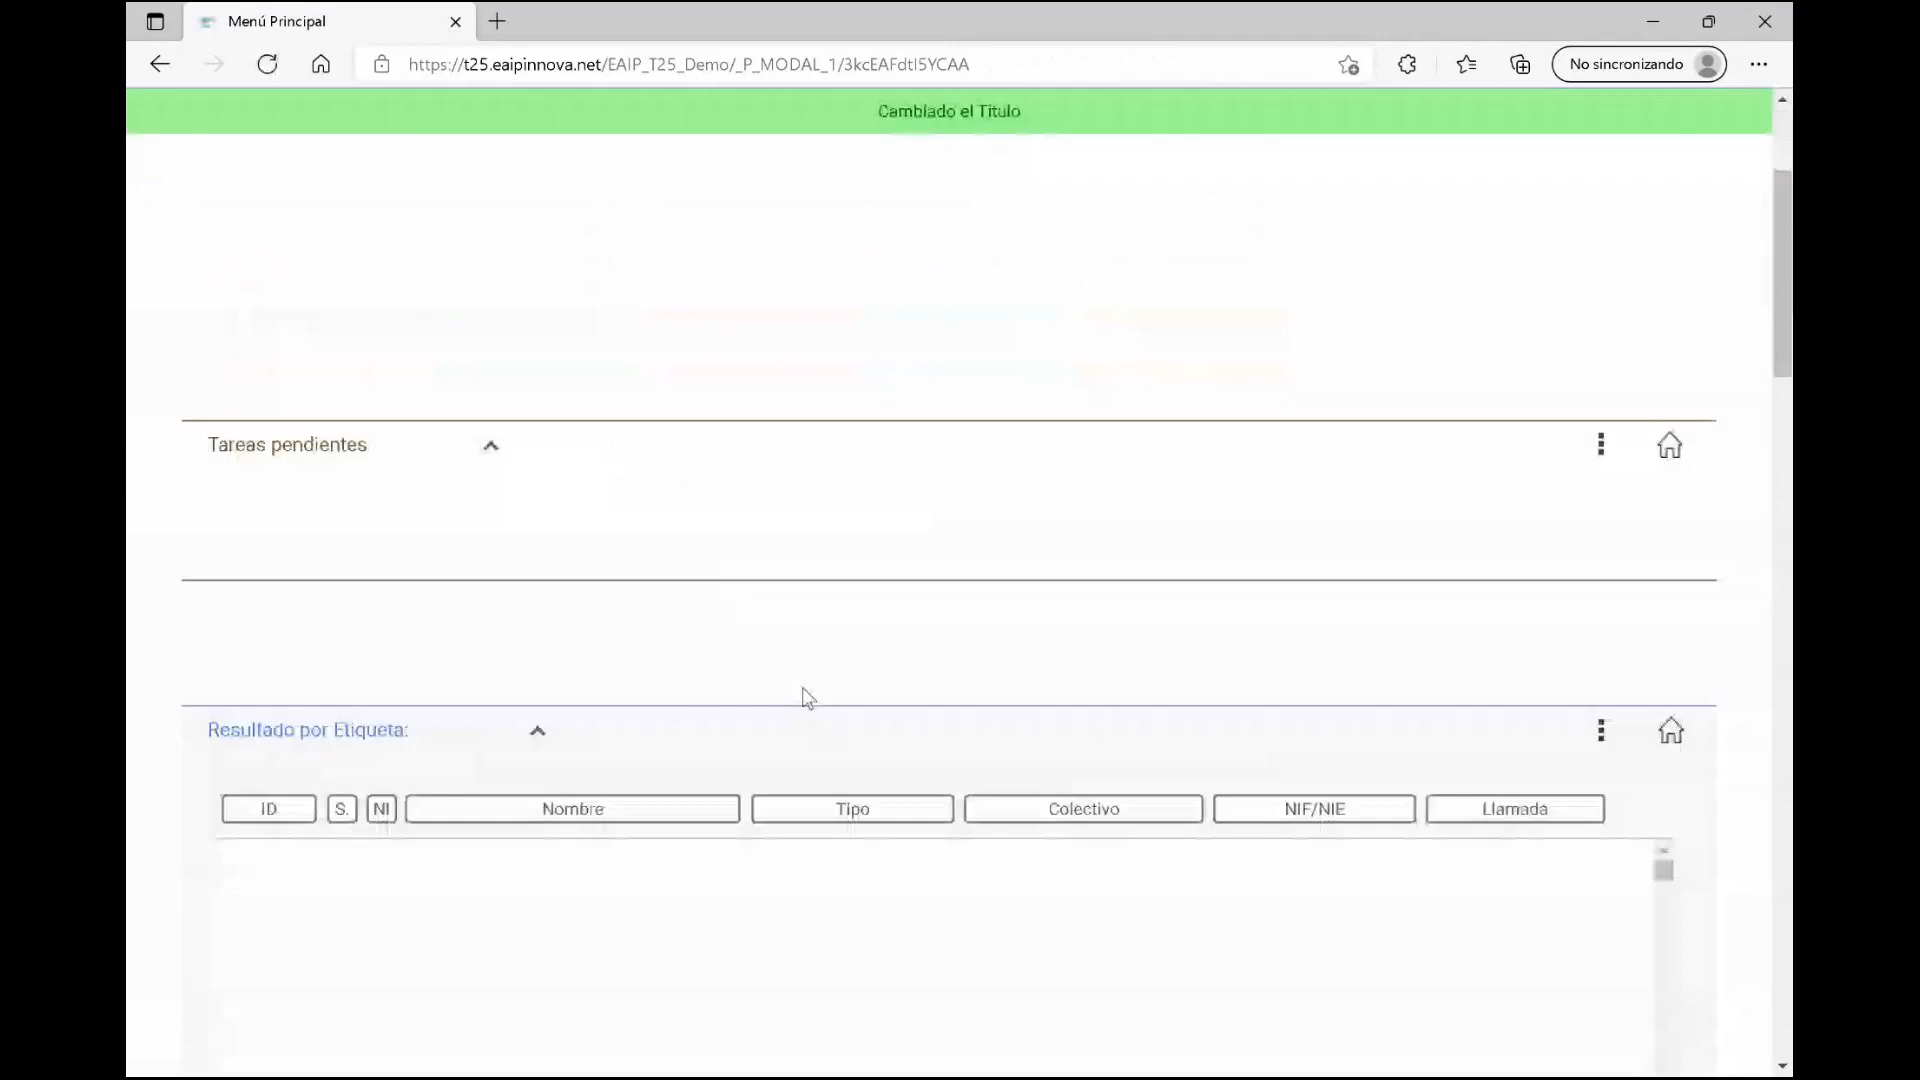 Menú Principal
https://t25.eaipinnova.net/EAIP_T25_Demo/_P_MODAL_1/3kcEAFdtI5YCAA
No sincronizando
Cambiado el Titulo
Tareas pendientes
Resultado por Etiqueta:
ID S. NI Nombre Tipo Colectivo NIF/NIE Llamada